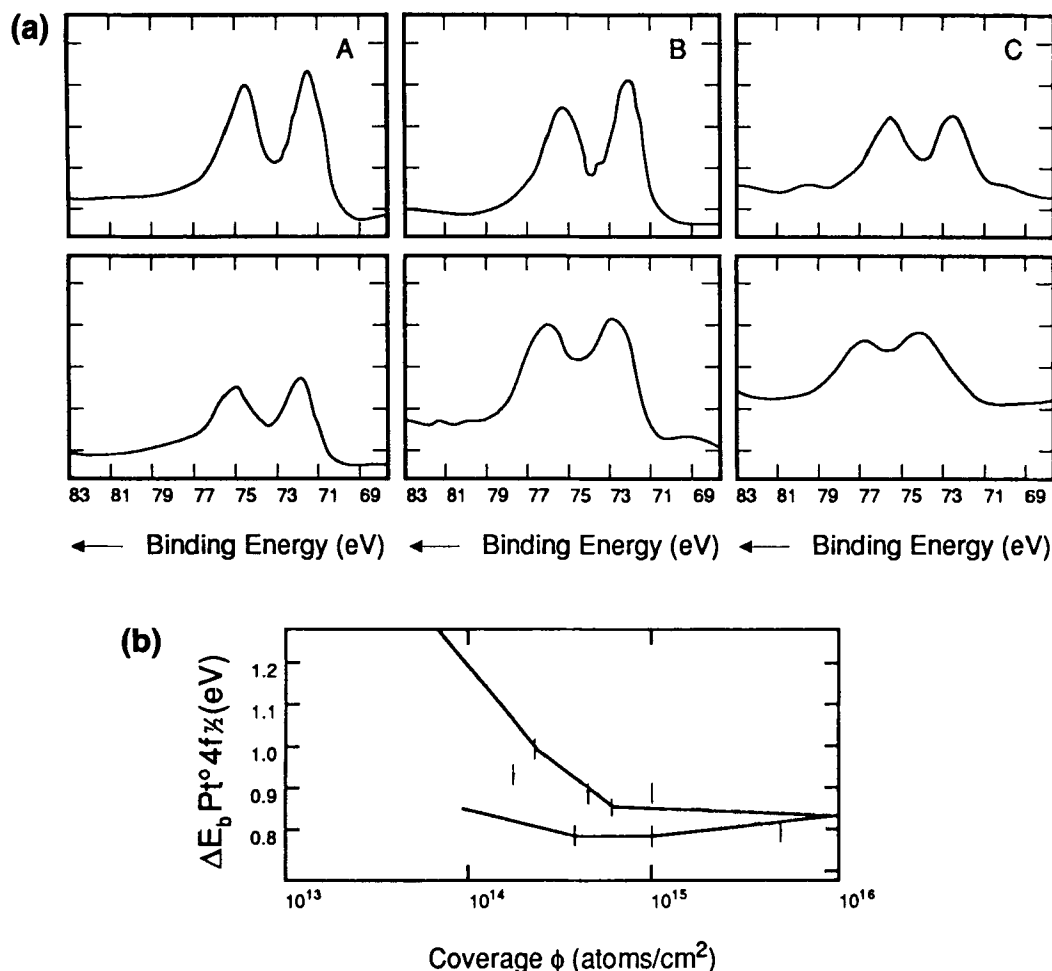 (a)
A
B
C
83 81 79 77 75 73 71 69
83 81 79 77 75 73 71 69
83 81 79 77 75 73 71 69
← Binding Energy (eV)
← Binding Energy (eV)
← Binding Energy (eV)
(b)
ΔE_b Pt° 4f 7/2 (eV)
1.2
1.1
1.0
0.9
0.8
10^13 10^14 10^15 10^16
Coverage ϕ (atoms/cm²)